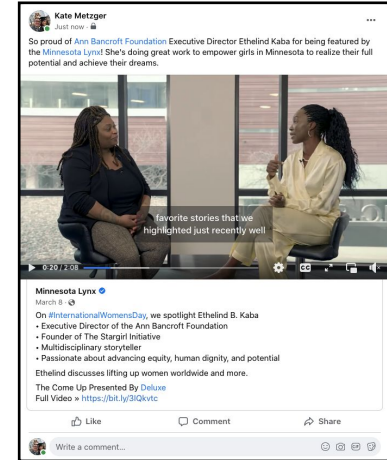 Kate Metzger
Just now ·
So proud of Ann Bancroft Foundation Executive Director Ethelind Kaba for being featured by
the Minnesota Lynx! She's doing great work to empower girls in Minnesota to realize their full
potential and achieve their dreams.
favorite stories that we
highlighted just recently well
0:20 / 2:08
CC
Minnesota Lynx
March 8 ·
On #InternationalWomensDay, we spotlight Ethelind B. Kaba
• Executive Director of the Ann Bancroft Foundation
• Founder of The Stargirl Initiative
• Multidisciplinary storyteller
• Passionate about advancing equity, human dignity, and potential
Ethelind discusses lifting up women worldwide and more.
The Come Up Presented By Deluxe
Full Video » https://bit.ly/3IQkvtc
Like Comment Share
Write a comment...
GIF